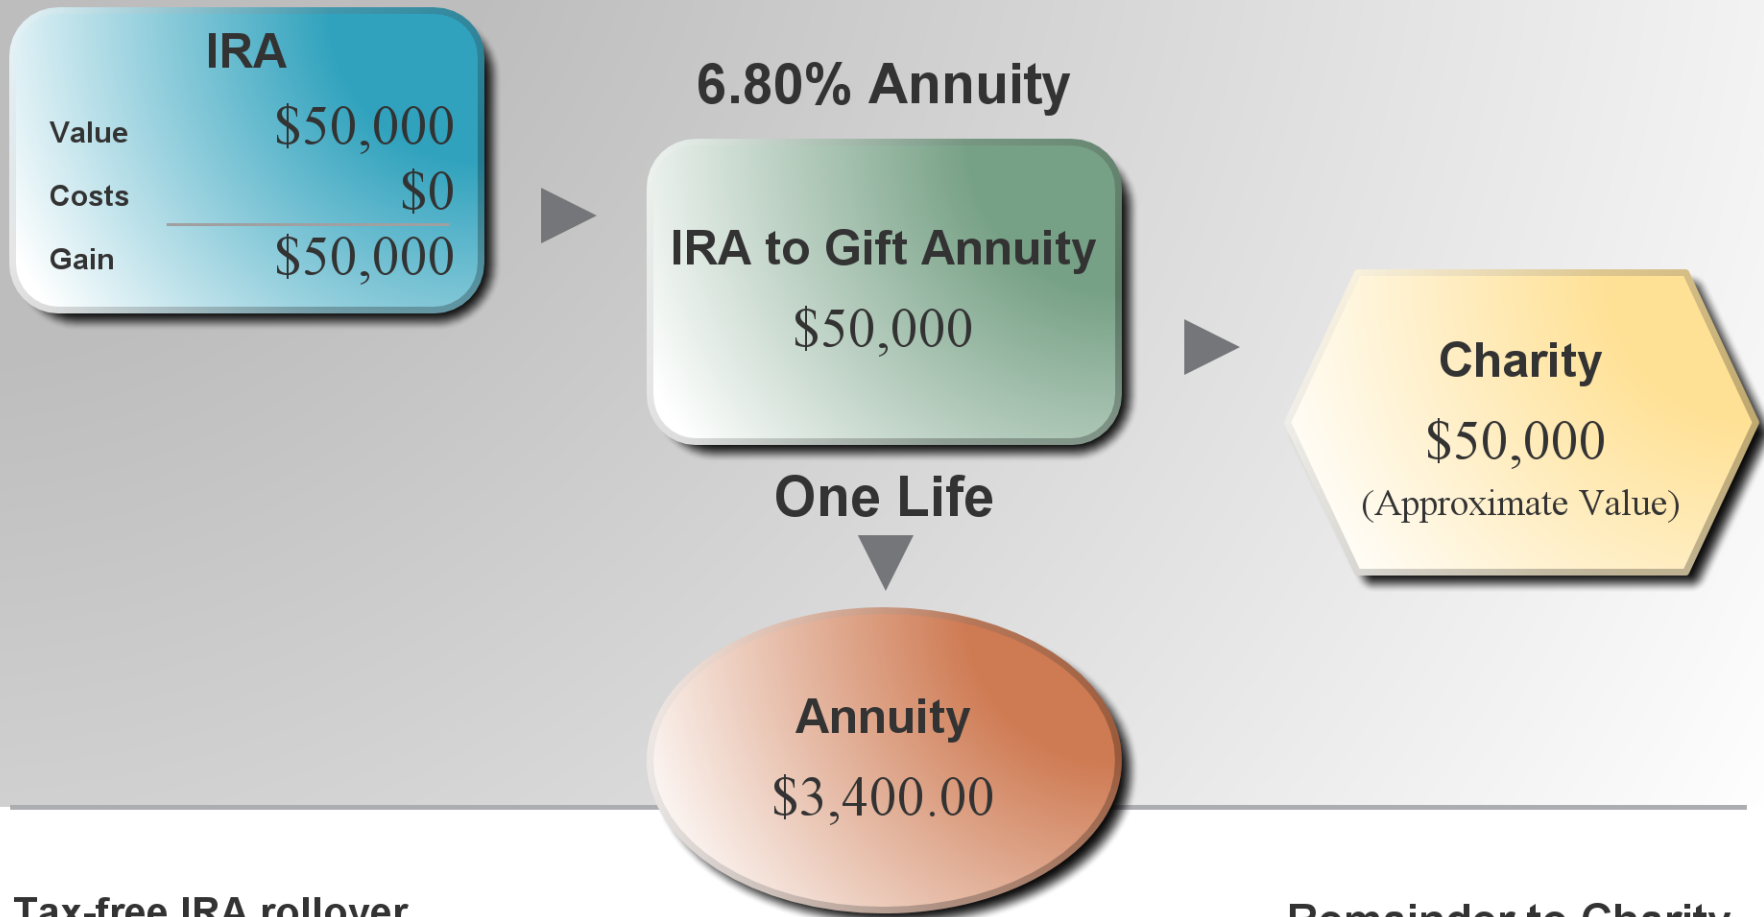 IRA
Value $50,000
Costs $0
Gain $50,000
6.80% Annuity
IRA to Gift Annuity
$50,000
One Life
Charity
$50,000
(Approximate Value)
Annuity
$3,400.00
Tax-free IRA rollover
Remainder to Charity